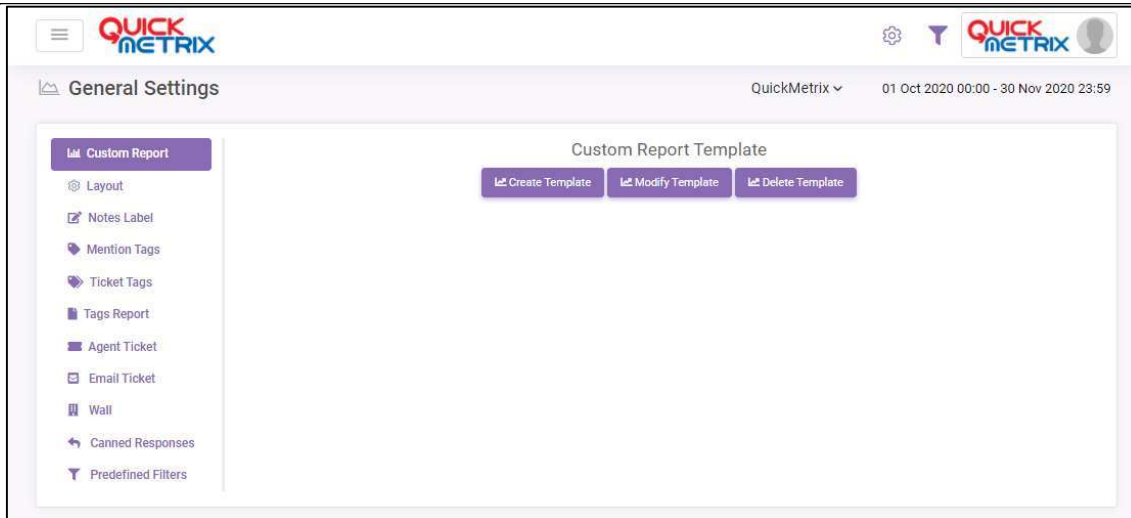 QUICK
METRIX
QUICK
METRIX
General Settings
QuickMetrix
01 Oct 2020 00:00 - 30 Nov 2020 23:59
Custom Report
Layout
Notes Label
Mention Tags
Ticket Tags
Tags Report
Agent Ticket
Email Ticket
Wall
Canned Responses
Predefined Filters
Custom Report Template
Create Template
Modify Template
Delete Template